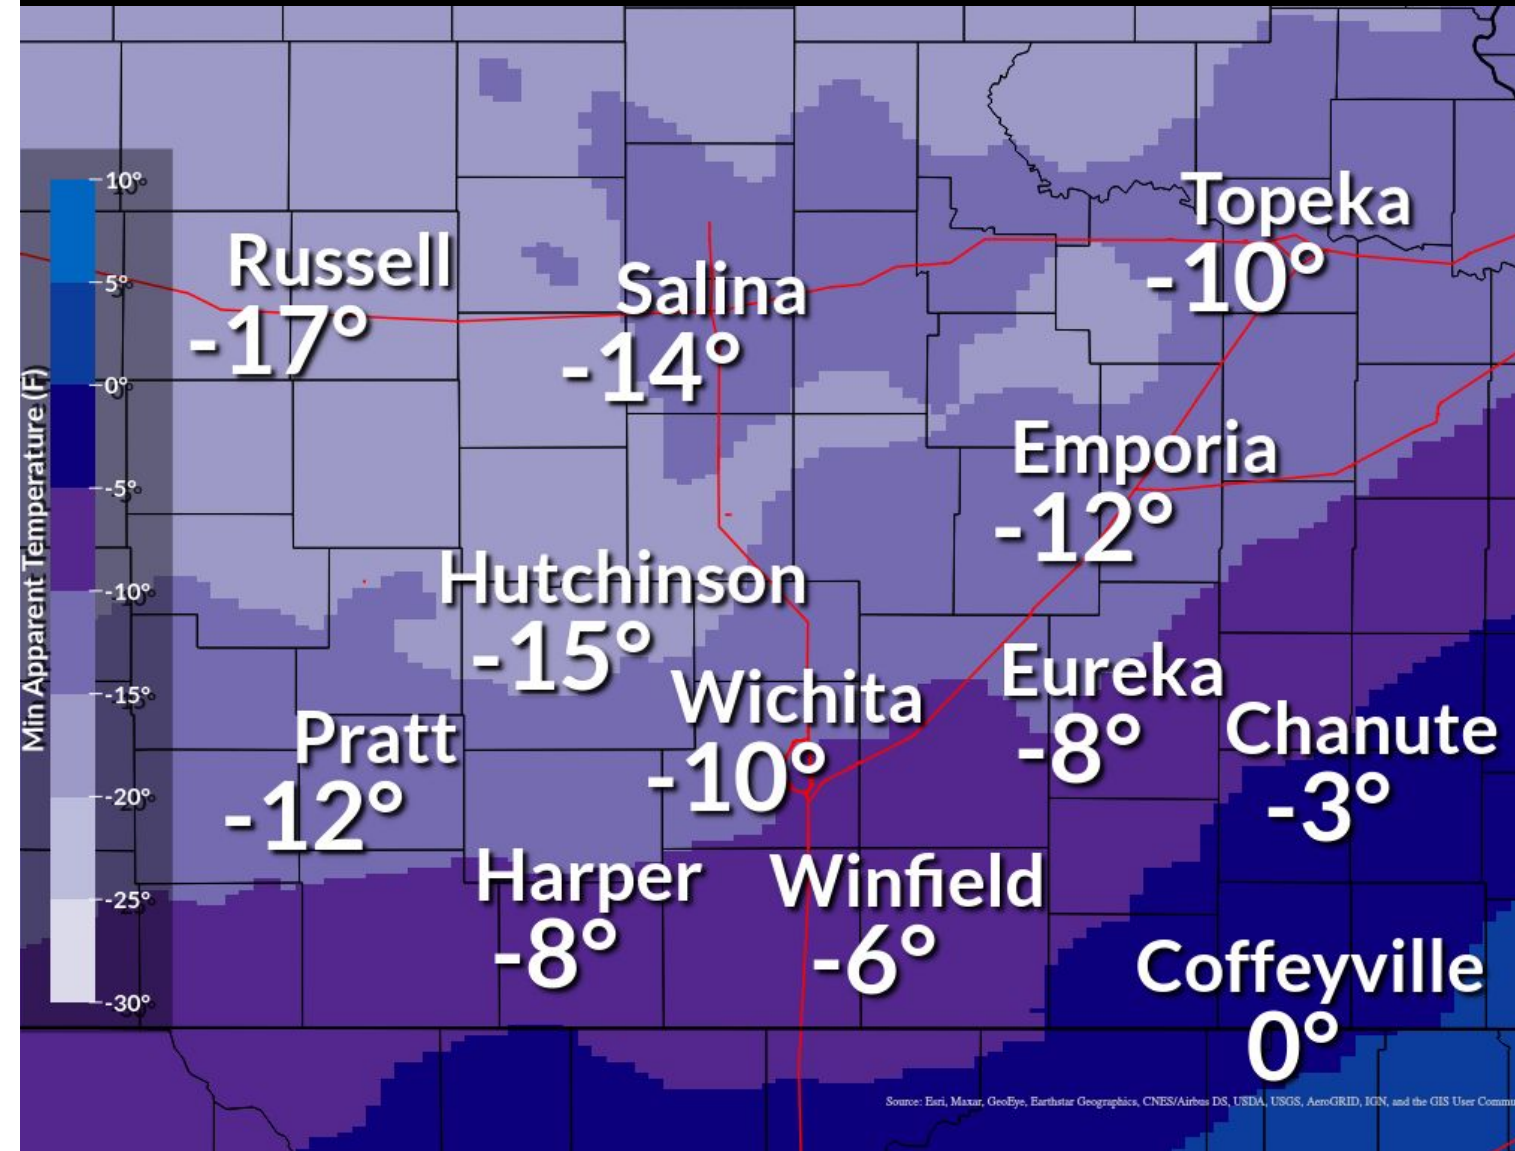 Topeka
-10°
Russell
-17°
Salina
-14°
Emporia
-12°
Hutchinson
-15°
Wichita
-10°
Eureka
-8°
Chanute
-3°
Pratt
-12°
Harper
-8°
Winfield
-6°
Coffeyville
0°
Min Apparent Temperature (F)
10°
5°
0°
-5°
-10°
-15°
-20°
-25°
-30°
Source: Esri, Maxar, GeoEye, Earthstar Geographics, CNES/Airbus DS, USDA, USGS, AeroGRID, IGN, and the GIS User Commu